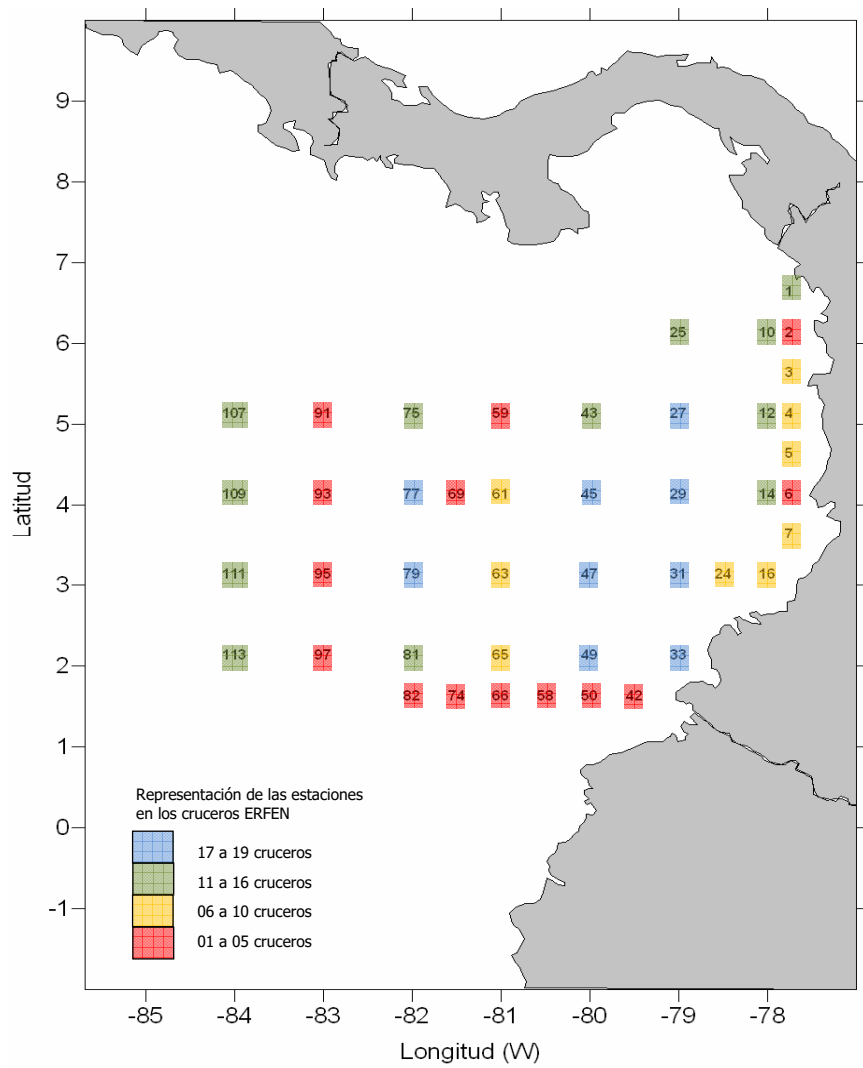 9
8
7
1
6
25 10 2
3
5
107 91 75 59 43 27 12 4
5
4
109 93 77 69 61 45 29 14 6
7
3
111 95 79 63 47 31 24 16
2
113 97 81 65 49 33
82 74 66 58 50 42
1
0
-1
Latitud
Representación de las estaciones
en los cruceros ERFEN
17 a 19 cruceros
11 a 16 cruceros
06 a 10 cruceros
01 a 05 cruceros
-85 -84 -83 -82 -81 -80 -79 -78
Longitud (W)